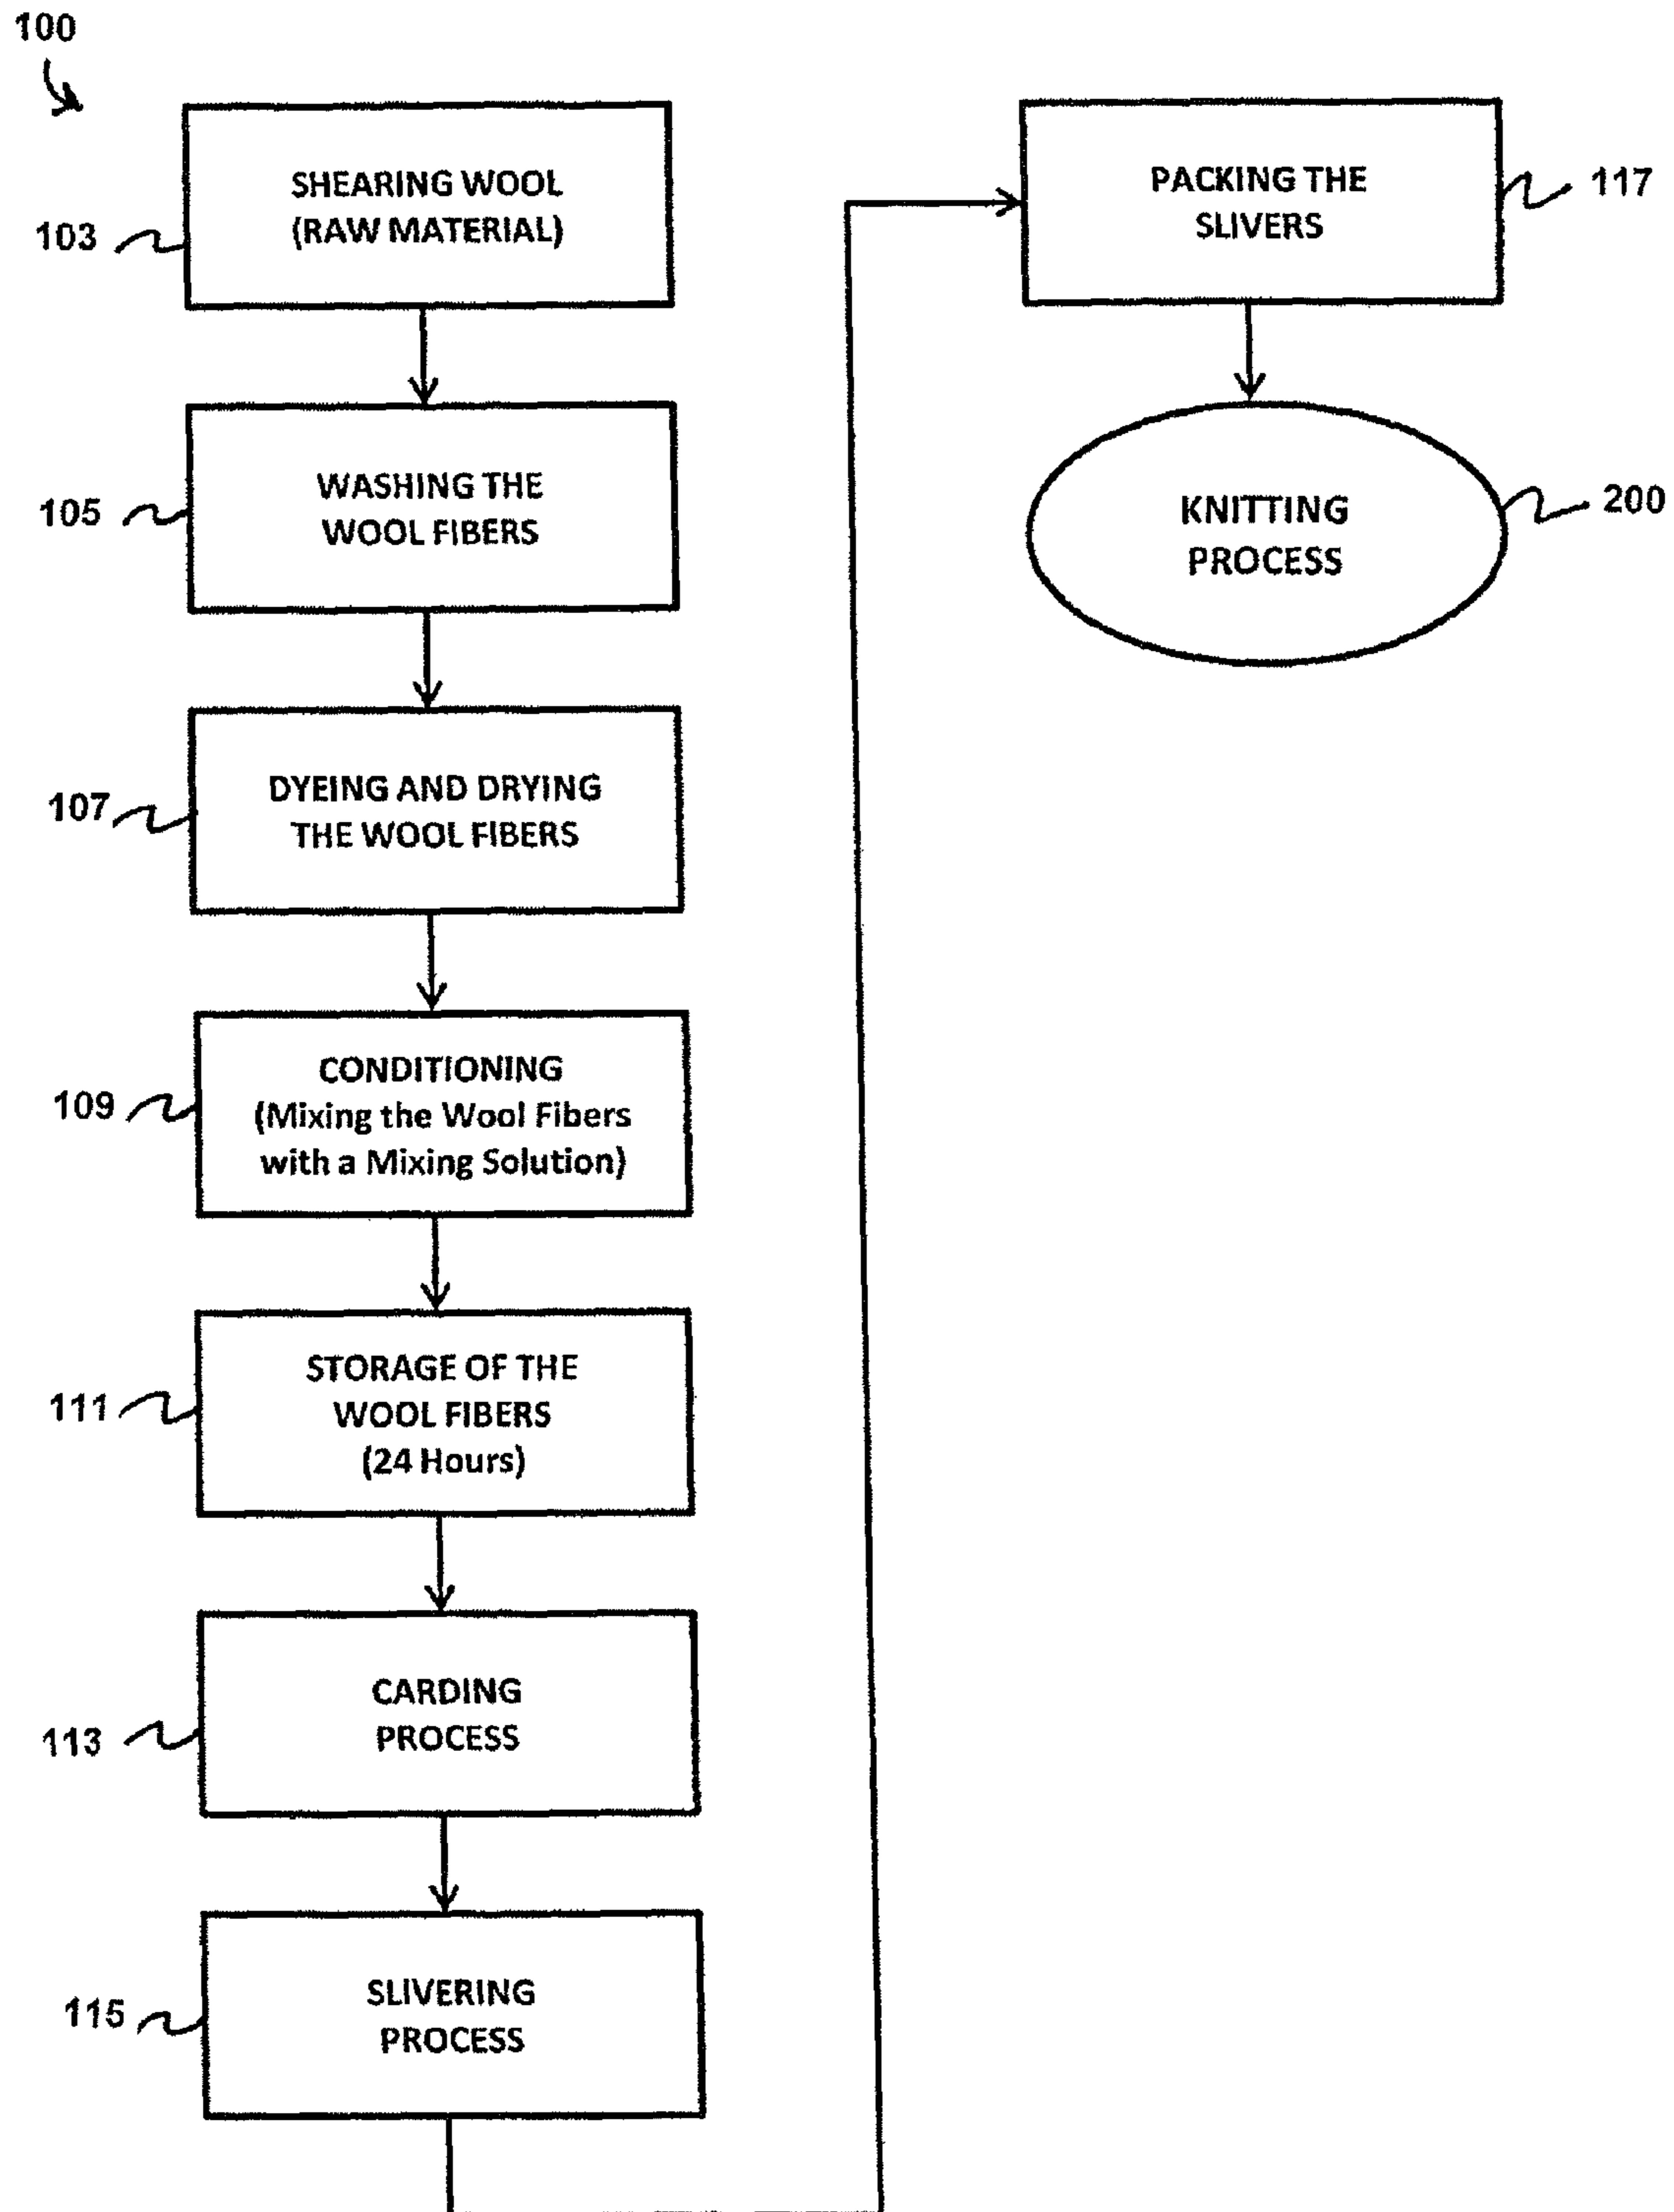 100
SHEARING WOOL
(RAW MATERIAL)
103
WASHING THE
WOOL FIBERS
105
DYEING AND DRYING
THE WOOL FIBERS
107
CONDITIONING
(Mixing the Wool Fibers
with a Mixing Solution)
109
STORAGE OF THE
WOOL FIBERS
(24 Hours)
111
CARDING
PROCESS
113
SLIVERING
PROCESS
115
PACKING THE
SLIVERS
117
KNITTING
PROCESS
200